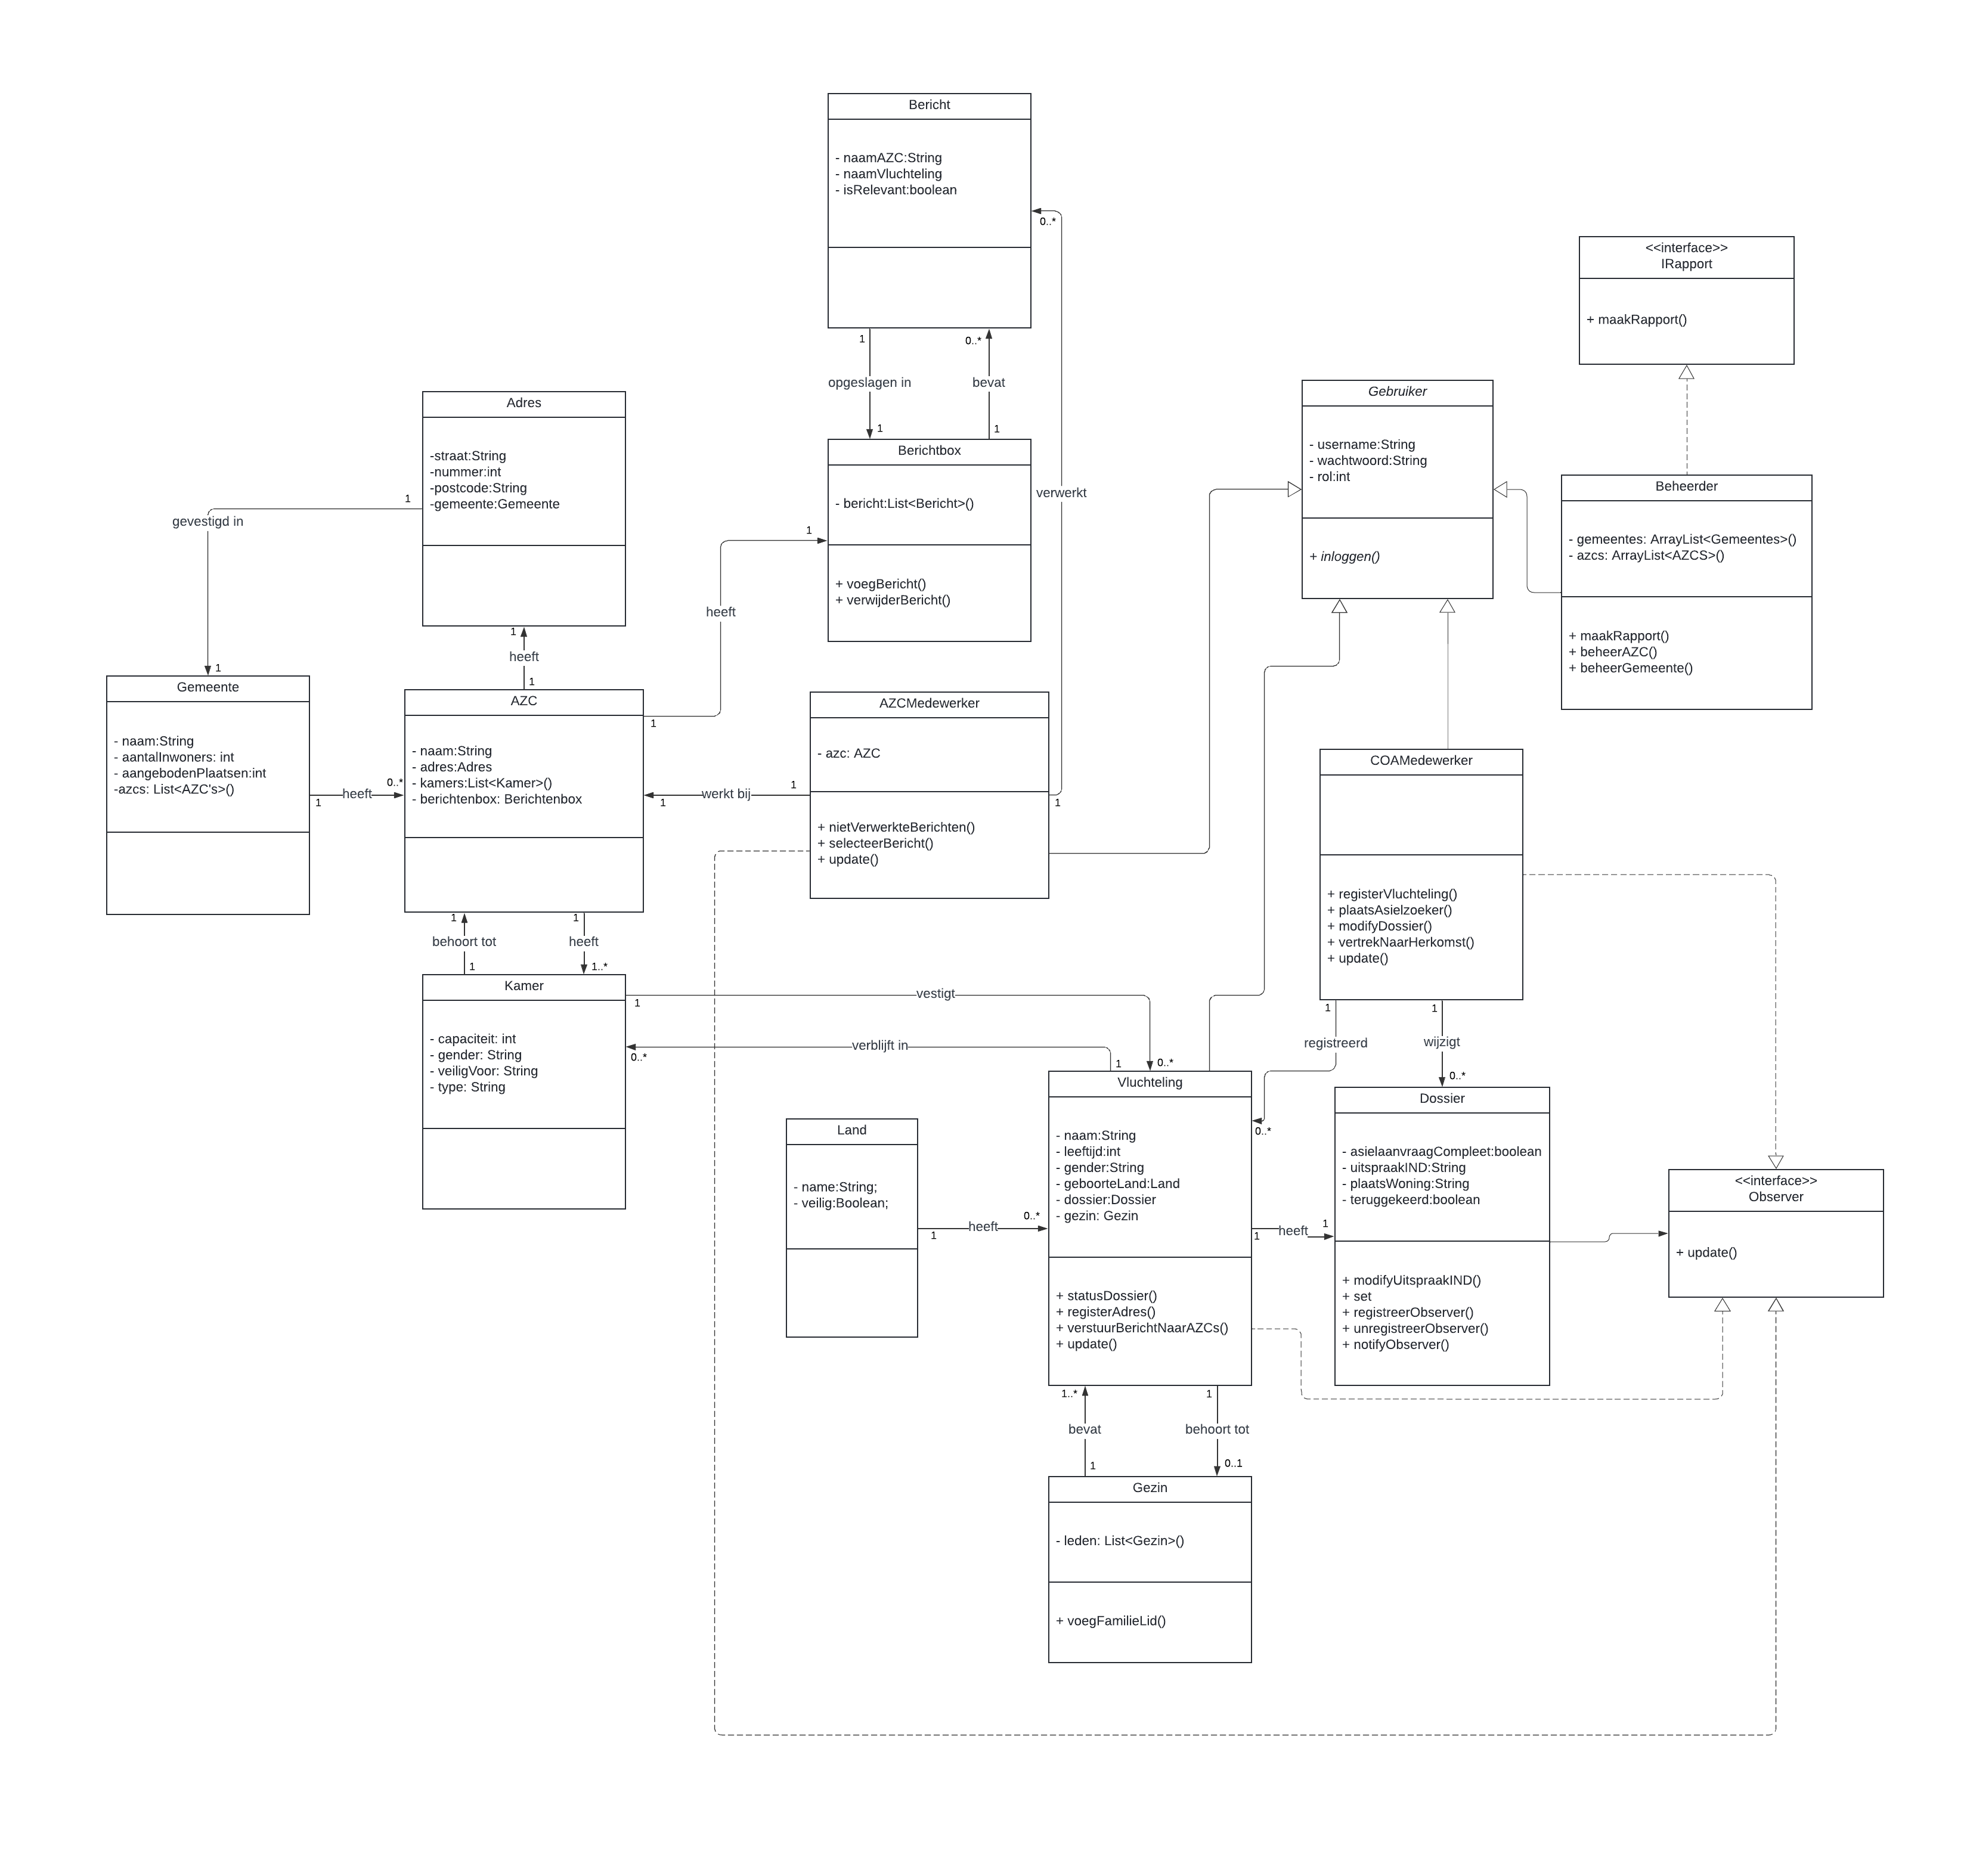 Bericht
- naamAZC:String
- naamVluchteling
- isRelevant:boolean
0..*
1
0..*
opgeslagen in
bevat
1
1
verwerkt
<<interface>>
IRapport
+ maakRapport()
Adres
-straat:String
-nummer:int
-postcode:String
-gemeente:Gemeente
1
gevestigd in
1
1
heeft
1
Berichtbox
- bericht:List<Bericht>()
+ voegBericht()
+ verwijderBericht()
1
heeft
1
Gebruiker
- username:String
- wachtwoord:String
- rol:int
+ inloggen()
Beheerder
- gemeentes: ArrayList<Gemeentes>()
- azcs: ArrayList<AZCS>()
+ maakRapport()
+ beheerAZC()
+ beheerGemeente()
Gemeente
- naam:String
- aantalInwoners: int
- aangebodenPlaatsen:int
-azcs: List<AZC's>()
1
heeft
0..*
AZC
- naam:String
- adres:Adres
- kamers:List<Kamer>()
- berichtenbox: Berichtenbox
1
werkt bij
1
AZCMedewerker
- azc: AZC
+ nietVerwerkteBerichten()
+ selecteerBericht()
+ update()
1
COAMedewerker
+ registerVluchteling()
+ plaatsAsielzoeker()
+ modifyDossier()
+ vertrekNaarHerkomst()
+ update()
1
1
behoort tot
heeft
1
1..*
Kamer
- capaciteit: int
- gender: String
- veiligVoor: String
- type: String
1
vestigt
0..*
0..*
verblijft in
1
1
registreerd
0..*
1
wijzigt
0..*
Land
- name:String;
- veilig:Boolean;
1
heeft
0..*
Vluchteling
- naam:String
- leeftijd:int
- gender:String
- geboorteLand:Land
- dossier:Dossier
- gezin: Gezin
+ statusDossier()
+ registerAdres()
+ verstuurBerichtNaarAZCs()
+ update()
1
heeft
1
Dossier
- asielaanvraagCompleet:boolean
- uitspraakIND:String
- plaatsWoning:String
- teruggekeerd:boolean
+ modifyUitspraakIND()
+ set
+ registreerObserver()
+ unregistreerObserver()
+ notifyObserver()
<<interface>>
Observer
+ update()
1..*
1
bevat
behoort tot
1
0..1
Gezin
- leden: List<Gezin>()
+ voegFamilieLid()